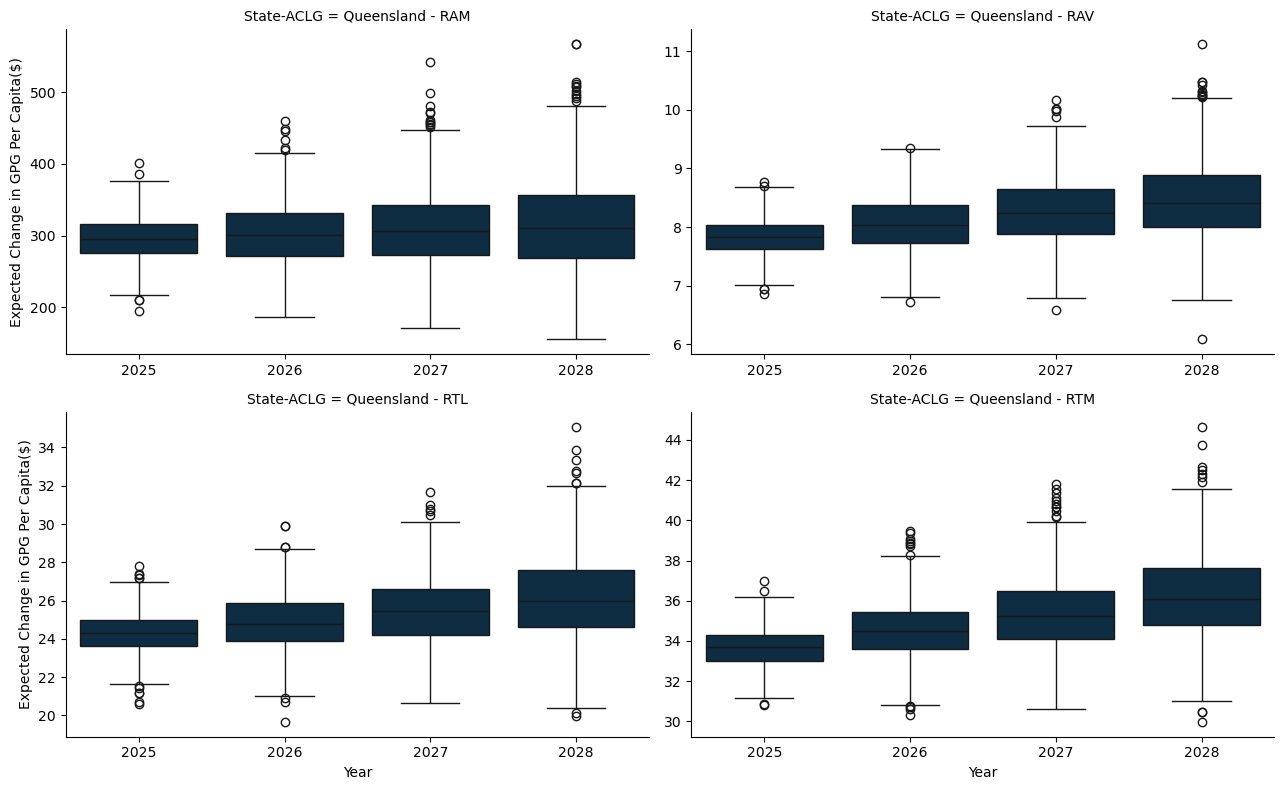 State-ACLG = Queensland - RAM
Expected Change in GPG Per Capita($)
500
400
300
200
2025 2026 2027 2028
State-ACLG = Queensland - RAV
11
10
9
8
7
6
2025 2026 2027 2028
State-ACLG = Queensland - RTL
Expected Change in GPG Per Capita($)
34
32
30
28
26
24
22
20
2025 2026 2027 2028
Year
State-ACLG = Queensland - RTM
44
42
40
38
36
34
32
30
2025 2026 2027 2028
Year